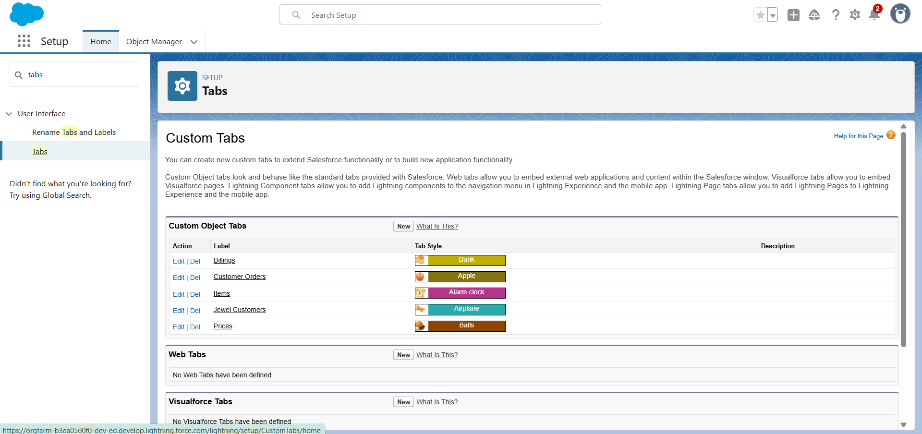 Search Setup
2
Setup
Home
Object Manager
tabs
User Interface
Rename Tabs and Labels
Tabs
Didn't find what you're looking for?
Try using Global Search.
SETUP
Tabs
Custom Tabs
Help for this Page
You can create new custom tabs to extend Salesforce functionality or to build new application functionality
Custom Object tabs look and behave like the standard tabs provided with Salesforce. Web tabs allow you to embed external web applications and content within the Salesforce window. Visualforce tabs allow you to embed
Visualforce pages. Lightning Component tabs allow you to add Lightning components to the navigation menu in Lightning Experience and the mobile app. Lightning Page tabs allow you to add Lightning Pages to Lightning
Experience and the mobile app.
Custom Object Tabs New What Is This?
Action Label Tab Style Description
Edit | Del Billings Bank
Edit | Del Customer Orders Apple
Edit | Del Items Alarm clock
Edit | Del Jewel Customers Airplane
Edit | Del Prices Balls
Web Tabs New What Is This?
No Web Tabs have been defined
Visualforce Tabs New What Is This?
No Visualforce Tabs have been defined
https://orgfarm-b3ea0500f0-dev-ed.develop.lightning.force.com/lightning/setup/CustomTabs/home